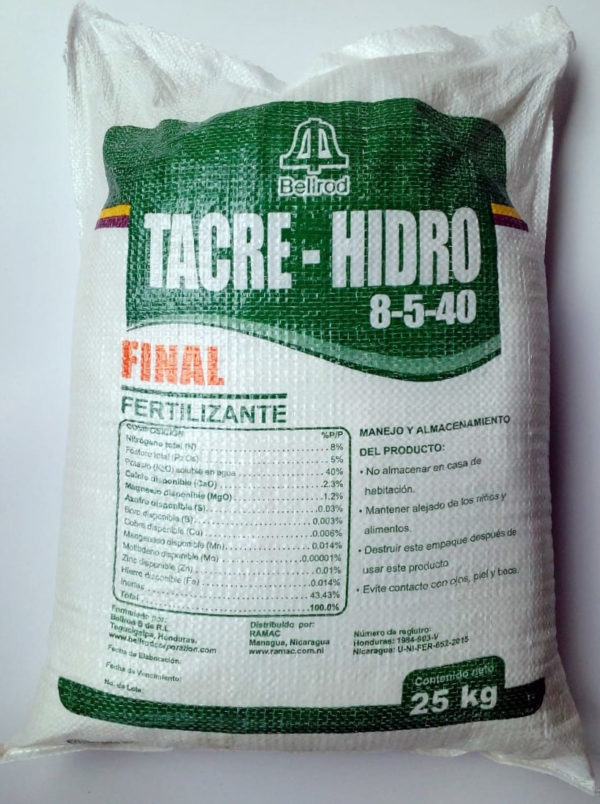 Bellrod
TACRE - HIDRO
8-5-40
FINAL
FERTILIZANTE
COMPOSICIÓN %P/P
Nitrógeno total (N) 8%
Fósforo total (P₂O₅) 5%
Potasio (K₂O) soluble en agua 40%
Calcio disponible (CaO) 2.3%
Magnesio disponible (MgO) 1.2%
Azufre disponible (S) 0.03%
Boro disponible (B) 0.003%
Cobre disponible (Cu) 0.006%
Manganeso disponible (Mn) 0.014%
Molibdeno disponible (Mo) 0.00001%
Zinc disponible (Zn) 0.01%
Hierro disponible (Fe) 0.014%
Inertes 43.43%
Total 100.0%
MANEJO Y ALMACENAMIENTO
DEL PRODUCTO:
• No almacenar en casa de
habitación.
• Mantener alejado de los niños y
alimentos.
• Destruir este empaque después de
usar este producto
• Evite contacto con ojos, piel y boca.
Formulado por:
Bellrod S de R.L.
Tegucigalpa, Honduras.
www.bellrodcorporation.com
Distribuido por:
RAMAC
Managua, Nicaragua
www.ramac.com.ni
Número de registro:
Honduras: 1984-903-V
Nicaragua: U-NI-FER-652-2015
Fecha de Elaboración:
Fecha de Vencimiento:
No. de Lote
Contenido neto
25 kg